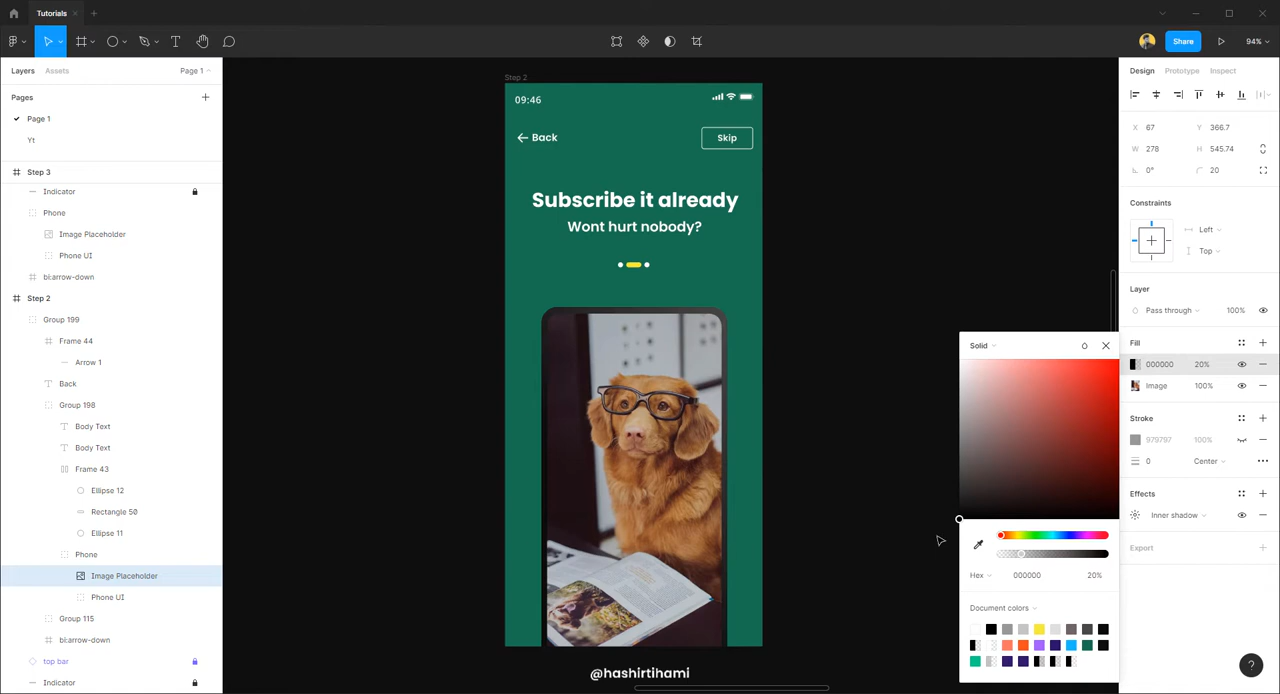 Tutorials
Share
94%
Layers
Assets
Page 1
Pages
Page 1
Yt
Step 3
Indicator
Phone
Image Placeholder
Phone UI
bi:arrow-down
Step 2
Group 199
Frame 44
Arrow 1
Back
Group 198
Body Text
Body Text
Frame 43
Ellipse 12
Rectangle 50
Ellipse 11
Phone
Image Placeholder
Phone UI
Group 115
bi:arrow-down
top bar
Indicator
Step 2
09:46
Back
Skip
Subscribe it already
Wont hurt nobody?
@hashirtihami
Solid
Hex 000000 20%
Document colors
Design Prototype Inspect
X 67 Y 366.7
W 278 H 545.74
0° 20
Constraints
Left
Top
Layer
Pass through 100%
Fill
000000 20%
Image 100%
Stroke
979797 100%
0 Center
Effects
Inner shadow
Export
?